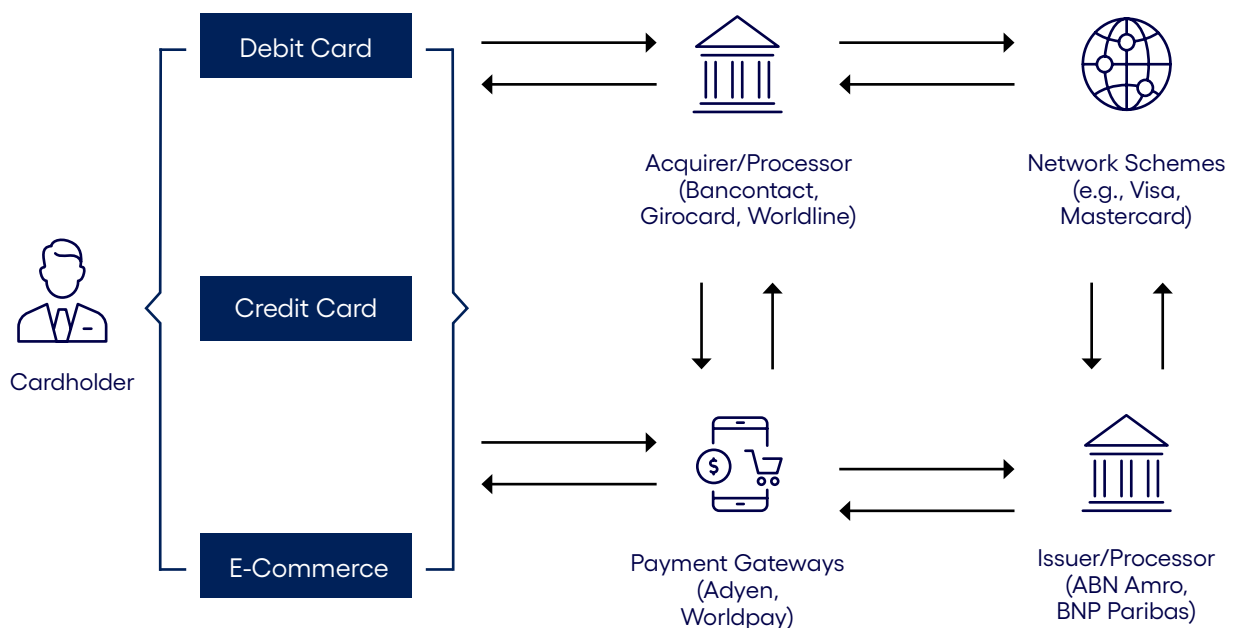 Debit Card
Acquirer/Processor
(Bancontact,
Girocard, Worldline)
Network Schemes
(e.g., Visa,
Mastercard)
Cardholder
Credit Card
E-Commerce
$
Payment Gateways
(Adyen,
Worldpay)
Issuer/Processor
(ABN Amro,
BNP Paribas)